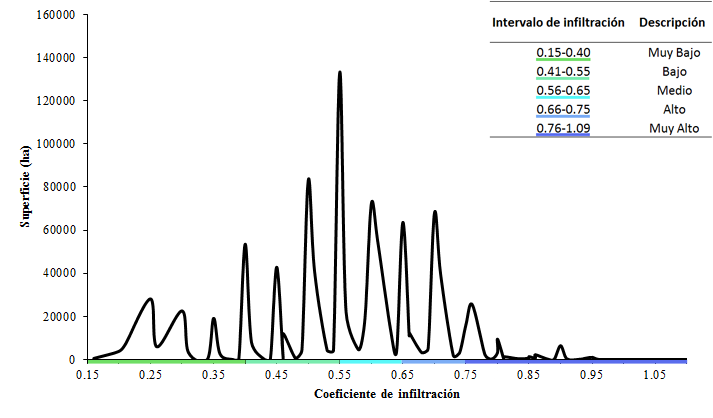 160000
140000
120000
100000
80000
60000
40000
20000
0
Superficie (ha)
0.15 0.25 0.35 0.45 0.55 0.65 0.75 0.85 0.95 1.05
Coeficiente de infiltración
Intervalo de infiltración Descripción
0.15-0.40 Muy Bajo
0.41-0.55 Bajo
0.56-0.65 Medio
0.66-0.75 Alto
0.76-1.09 Muy Alto